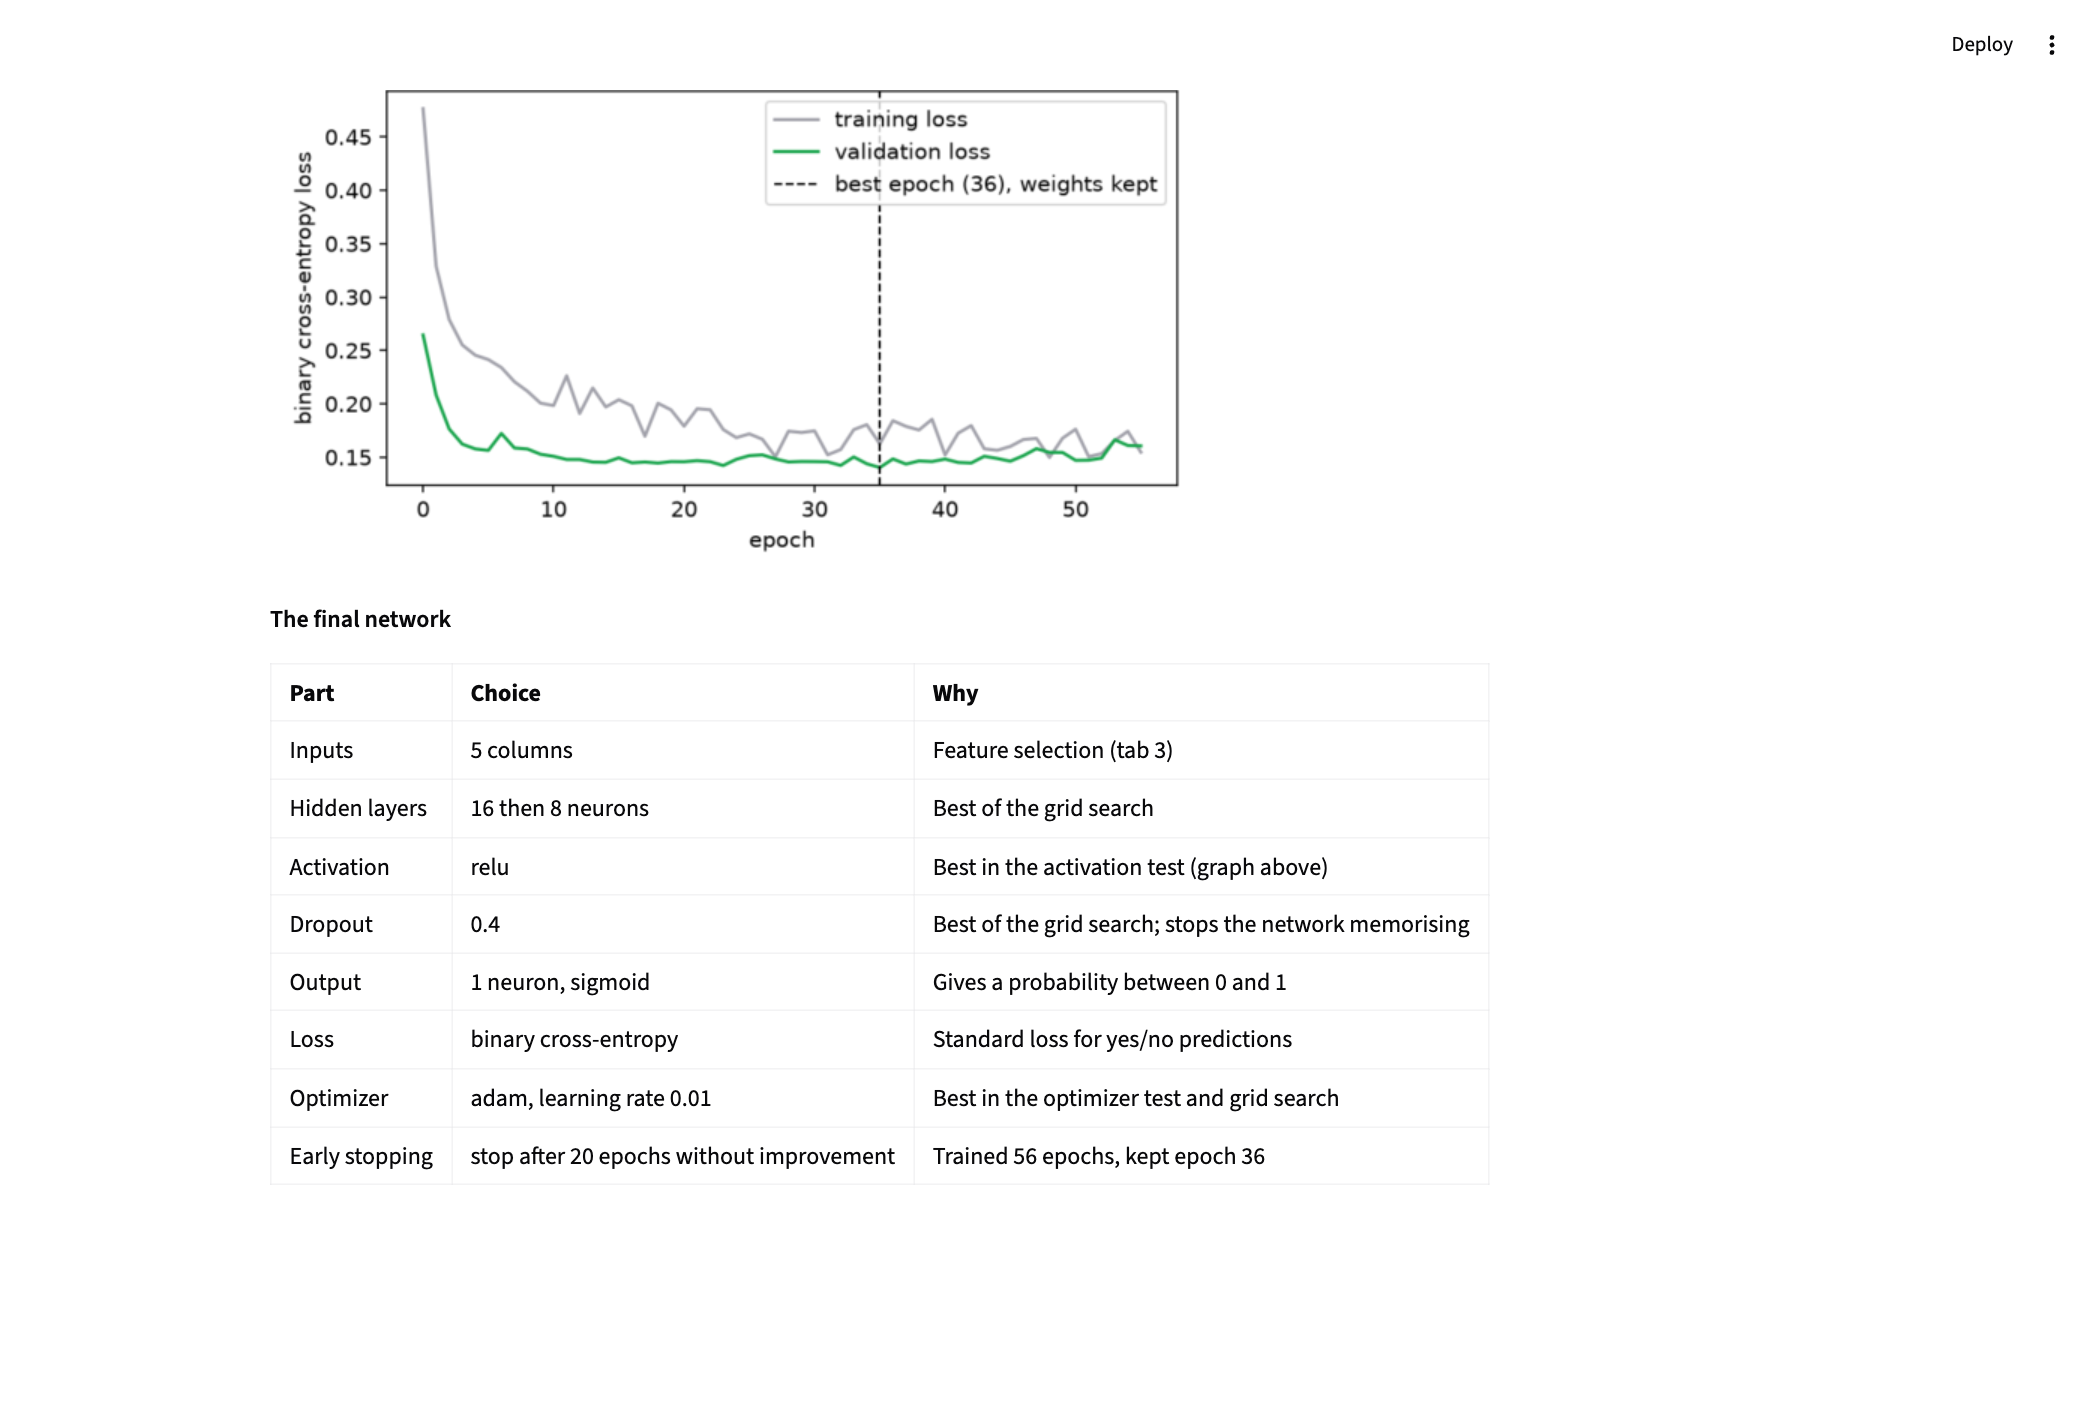 Deploy
training loss
validation loss
best epoch (36), weights kept
binary cross-entropy loss
0.45
0.40
0.35
0.30
0.25
0.20
0.15
0 10 20 30 40 50
epoch
The final network
Part Choice Why
Inputs 5 columns Feature selection (tab 3)
Hidden layers 16 then 8 neurons Best of the grid search
Activation relu Best in the activation test (graph above)
Dropout 0.4 Best of the grid search; stops the network memorising
Output 1 neuron, sigmoid Gives a probability between 0 and 1
Loss binary cross-entropy Standard loss for yes/no predictions
Optimizer adam, learning rate 0.01 Best in the optimizer test and grid search
Early stopping stop after 20 epochs without improvement Trained 56 epochs, kept epoch 36